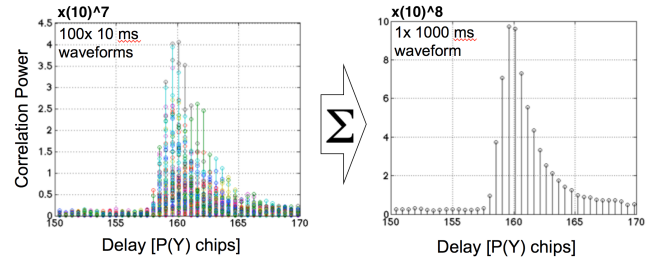 x(10)^7
100x 10 ms
waveforms
Correlation Power
4.5
4
3.5
3
2.5
2
1.5
1
0.5
0
150
155
160
165
170
Delay [P(Y) chips]
Σ
x(10)^8
1x 1000 ms
waveform
10
8
6
4
2
0
150
155
160
165
170
Delay [P(Y) chips]